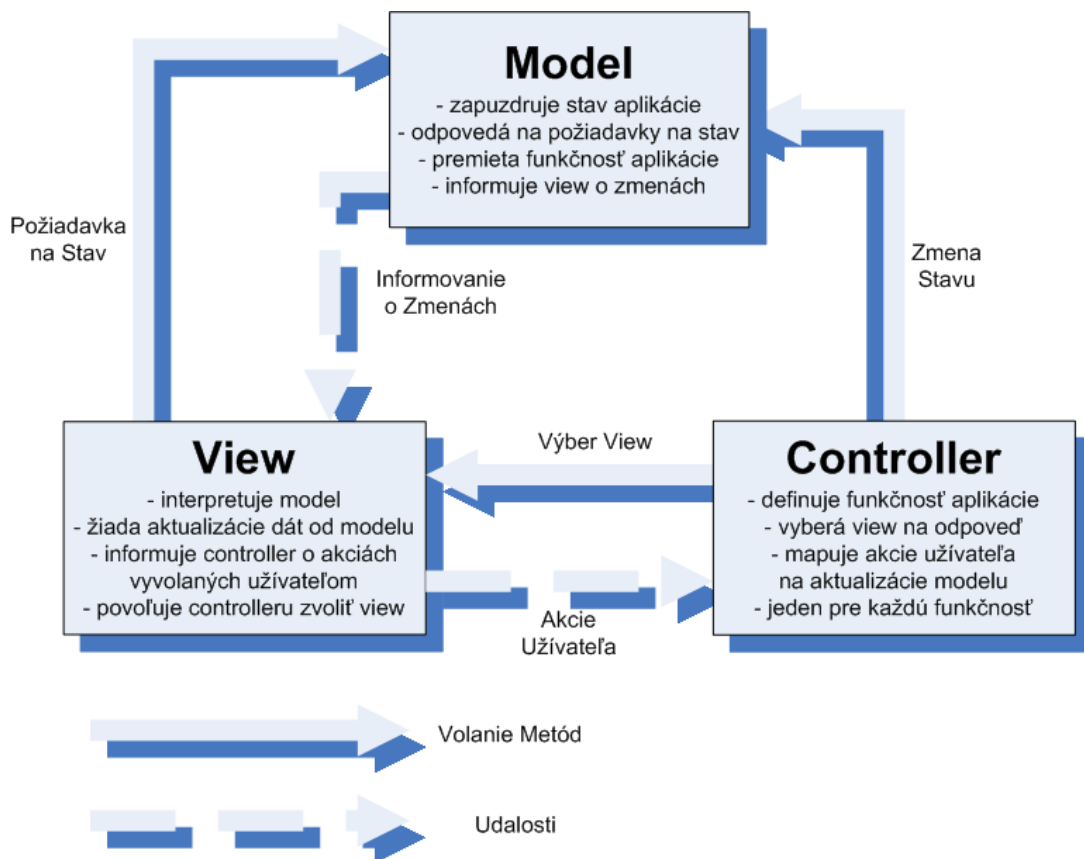 Model
- zapuzdruje stav aplikácie
- odpovedá na požiadavky na stav
- premieta funkčnosť aplikácie
- informuje view o zmenách
Požiadavka
na Stav
Informovanie
o Zmenách
Zmena
Stavu
View
- interpretuje model
- žiada aktualizácie dát od modelu
- informuje controller o akciách
vyvolaných užívateľom
- povoľuje controlleru zvoliť view
Výber View
Akcie
Užívateľa
Controller
- definuje funkčnosť aplikácie
- vyberá view na odpoveď
- mapuje akcie užívateľa
na aktualizácie modelu
- jeden pre každú funkčnosť
Volanie Metód
Udalosti